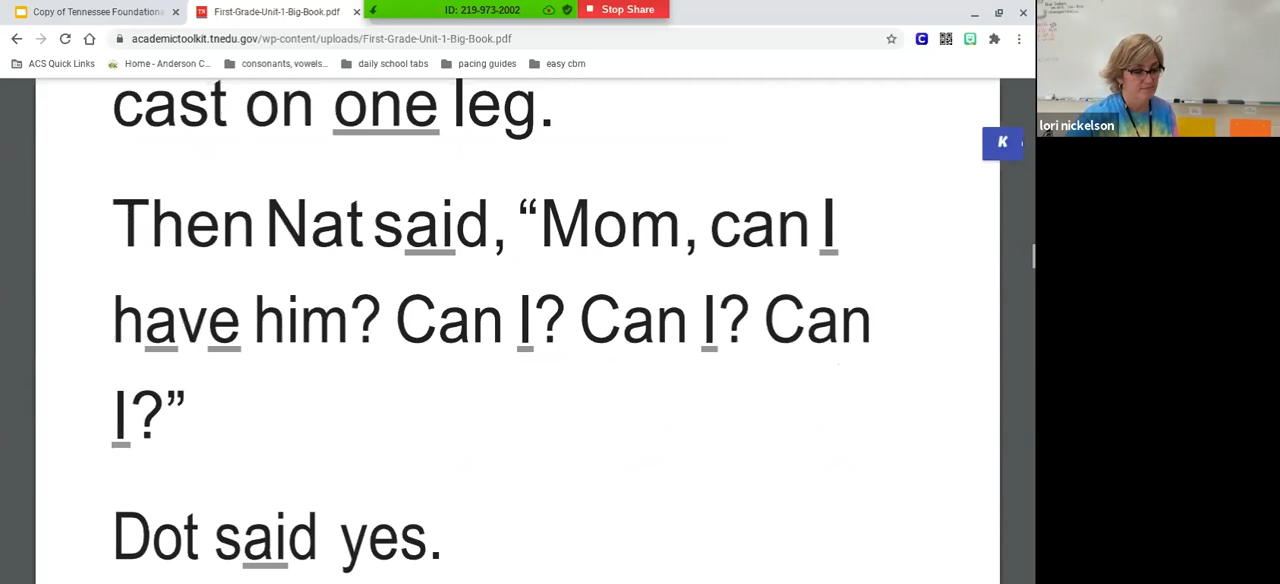 Copy of Tennessee Foundationa
First-Grade-Unit-1-Big-Book.pdf
ID: 219-973-2002
Stop Share
academictoolkit.tnedu.gov/wp-content/uploads/First-Grade-Unit-1-Big-Book.pdf
ACS Quick Links
Home - Anderson C...
consonants, vowels...
daily school tabs
pacing guides
easy cbm
lori nickelson
K
cast on one leg.
Then Nat said, “Mom, can I
have him? Can I? Can I? Can
I?”
Dot said yes.